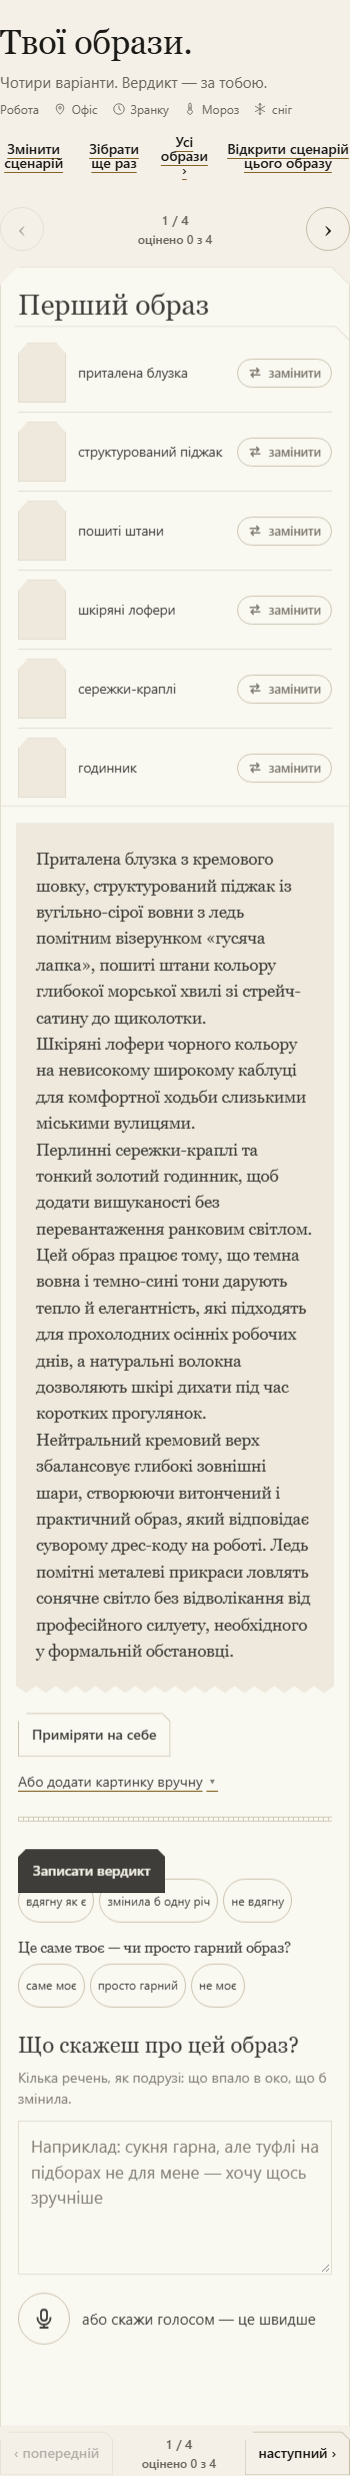 Твої образи.
Чотири варіанти. Вердикт — за тобою.
Робота Офіс Зранку Мороз сніг
Змінити сценарій
Зібрати ще раз
Усі образи ›
Відкрити сценарій цього образу
‹ 1 / 4 ›
оцінено 0 з 4
Перший образ
приталена блузка ⇄ замінити
структурований піджак ⇄ замінити
пошиті штани ⇄ замінити
шкіряні лофери ⇄ замінити
сережки-краплі ⇄ замінити
годинник ⇄ замінити
Приталена блузка з кремового
шовку, структурований піджак із
вугільно-сірої вовни з ледь
помітним візерунком «гусяча
лапка», пошиті штани кольору
глибокої морської хвилі зі стрейч-
сатину до щиколотки.
Шкіряні лофери чорного кольору
на невисокому широкому каблуці
для комфортної ходьби слизькими
міськими вулицями.
Перлинні сережки-краплі та
тонкий золотий годинник, щоб
додати вишуканості без
перевантаження ранковим світлом.
Цей образ працює тому, що темна
вовна і темно-сині тони дарують
тепло й елегантність, які підходять
для прохолодних осінніх робочих
днів, а натуральні волокна
дозволяють шкірі дихати під час
коротких прогулянок.
Нейтральний кремовий верх
збалансовує глибокі зовнішні
шари, створюючи витончений і
практичний образ, який відповідає
суворому дрес-коду на роботі. Ледь
помітні металеві прикраси ловлять
сонячне світло без відволікання від
професійного силуету, необхідного
у формальній обстановці.
Приміряти на себе
Або додати картинку вручну ▾
Записати вердикт
вдягну як є змінила б одну річ не вдягну
Це саме твоє — чи просто гарний образ?
саме моє просто гарний не моє
Що скажеш про цей образ?
Кілька речень, як подрузі: що впало в око, що б
змінила.
Наприклад: сукня гарна, але туфлі на
підборах не для мене — хочу щось
зручніше
або скажи голосом — це швидше
‹ попередній 1 / 4 наступний ›
оцінено 0 з 4